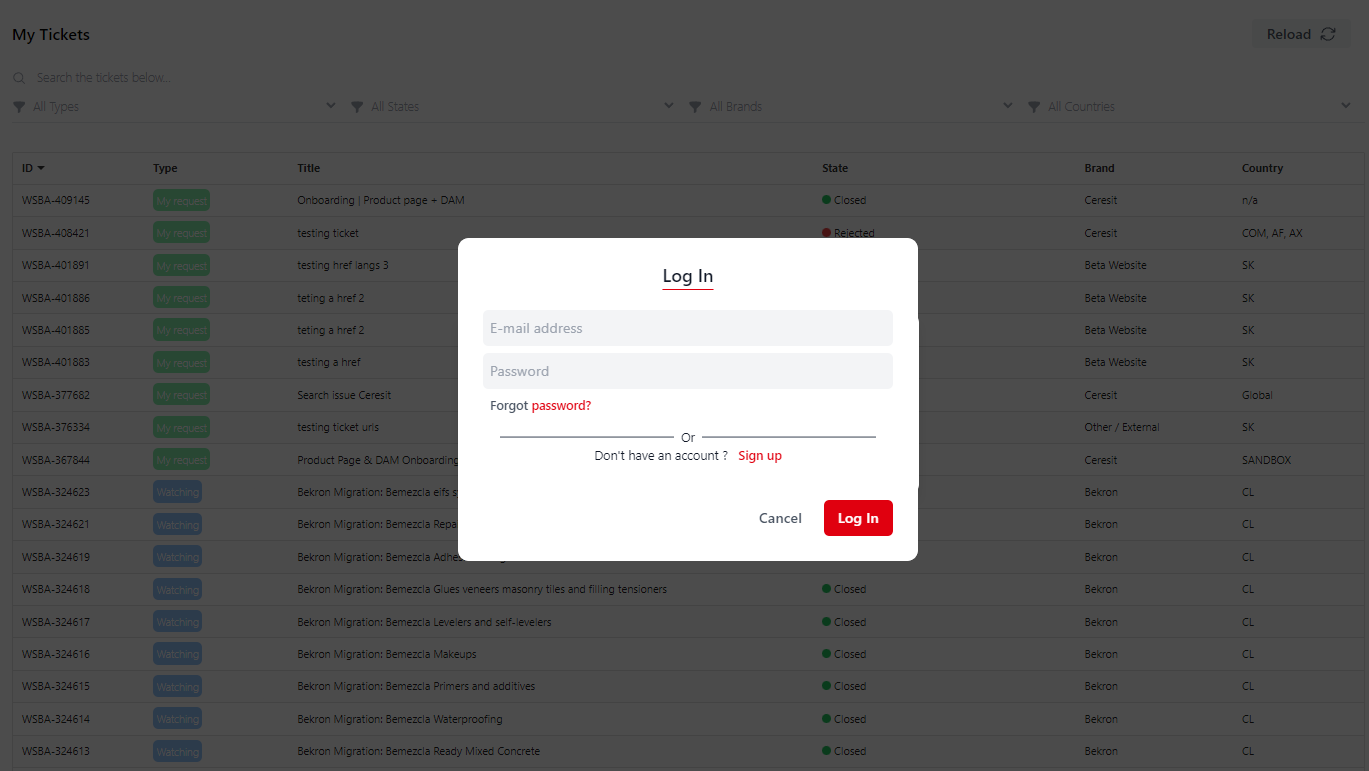 My Tickets
Reload
Search the tickets below...
All Types All States All Brands All Countries
ID Type Title State Brand Country
WSBA-409145 My request Onboarding | Product page + DAM Closed Ceresit n/a
WSBA-408421 My request testing ticket Rejected Ceresit COM, AF, AX
WSBA-401891 My request testing href langs 3 Beta Website SK
WSBA-401886 My request teting a href 2 Beta Website SK
WSBA-401885 My request teting a href 2 Beta Website SK
WSBA-401883 My request testing a href Beta Website SK
WSBA-377682 My request Search issue Ceresit Ceresit Global
WSBA-376334 My request testing ticket uris Other / External SK
WSBA-367844 My request Product Page & DAM Onboarding Ceresit SANDBOX
WSBA-324623 Watching Bekron Migration: Bemezcla eifs Bekron CL
WSBA-324621 Watching Bekron Migration: Bemezcla Bekron CL
WSBA-324619 Watching Bekron Migration: Bemezcla Bekron CL
WSBA-324618 Watching Bekron Migration: Bemezcla Glues veneers masonry tiles and filling tensioners Closed Bekron CL
WSBA-324617 Watching Bekron Migration: Bemezcla Levelers and self-levelers Closed Bekron CL
WSBA-324616 Watching Bekron Migration: Bemezcla Makeups Closed Bekron CL
WSBA-324615 Watching Bekron Migration: Bemezcla Primers and additives Closed Bekron CL
WSBA-324614 Watching Bekron Migration: Bemezcla Waterproofing Closed Bekron CL
WSBA-324613 Watching Bekron Migration: Bemezcla Ready Mixed Concrete Closed Bekron CL
Log In
E-mail address
Password
Forgot password?
Or
Don't have an account ? Sign up
Cancel Log In